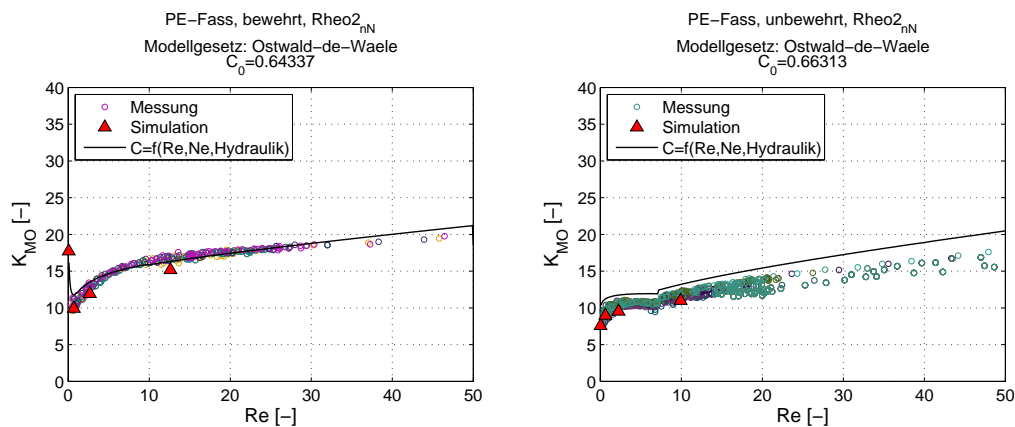 PE−Fass, bewehrt, Rheo2nN
Modellgesetz: Ostwald−de−Waele
C0=0.64337
40
35
30
25
20
15
10
5
0
KMO [−]
Messung
Simulation
C=f(Re,Ne,Hydraulik)
0 10 20 30 40 50
Re [−]
PE−Fass, unbewehrt, Rheo2nN
Modellgesetz: Ostwald−de−Waele
C0=0.66313
40
35
30
25
20
15
10
5
0
KMO [−]
Messung
Simulation
C=f(Re,Ne,Hydraulik)
0 10 20 30 40 50
Re [−]